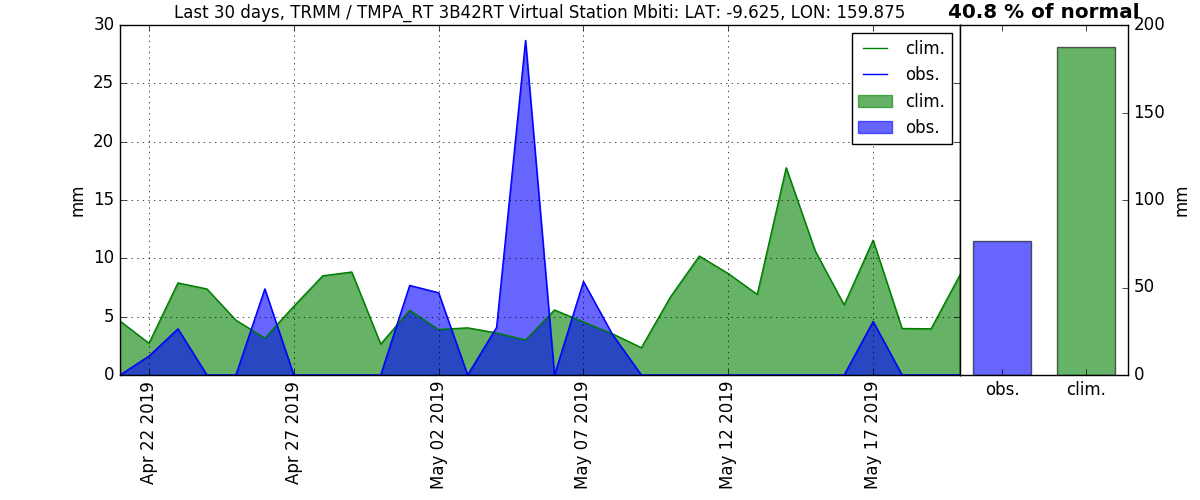 Last 30 days, TRMM / TMPA_RT 3B42RT Virtual Station Mbiti: LAT: -9.625, LON: 159.875
40.8 % of normal
30
25
20
15
10
5
0
mm
clim.
obs.
clim.
obs.
Apr 22 2019
Apr 27 2019
May 02 2019
May 07 2019
May 12 2019
May 17 2019
200
150
100
50
0
mm
obs.
clim.